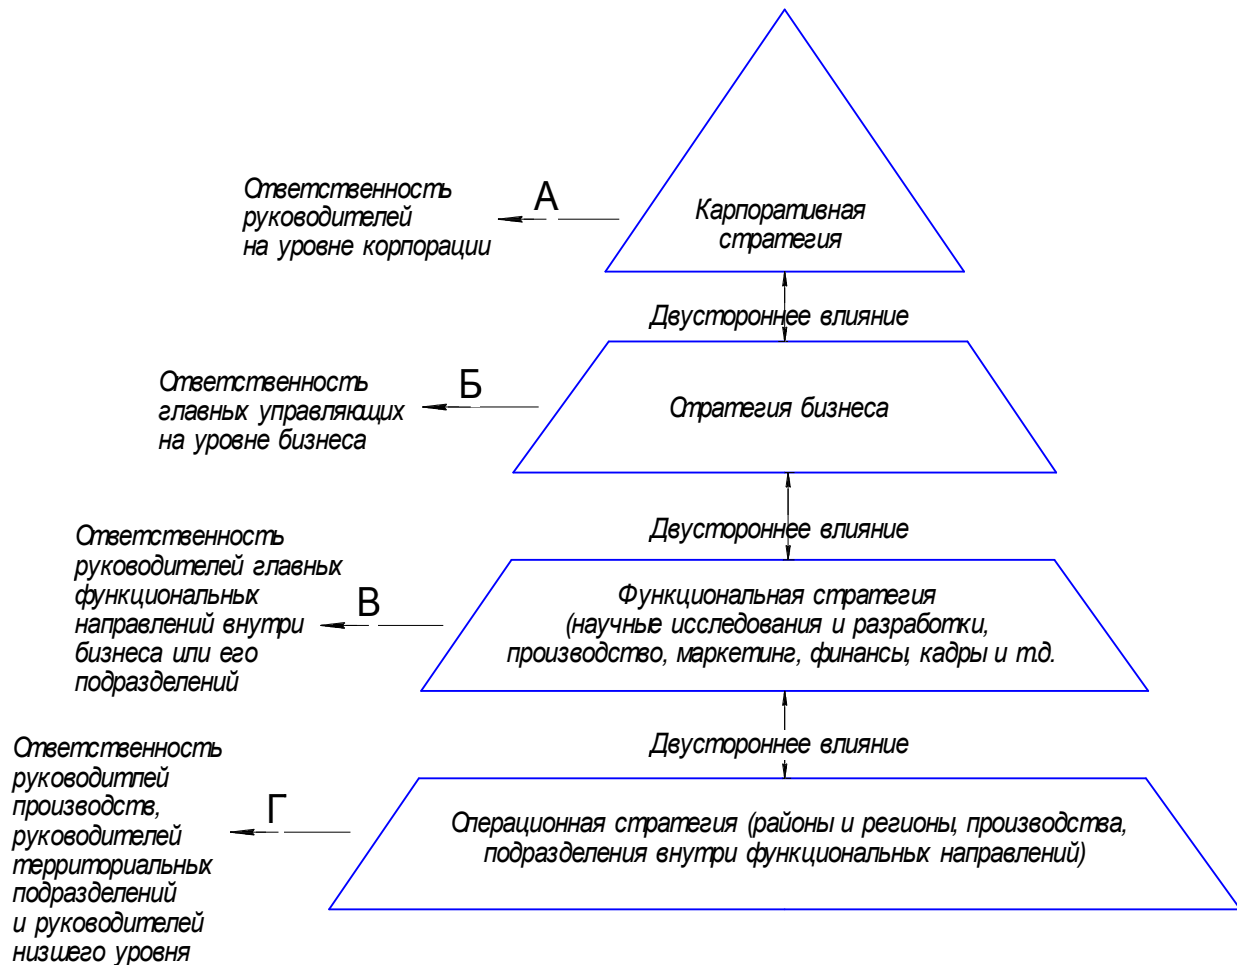 Ответственность
руководителей
на уровне корпорации
А
Карпоративная
стратегия
Двустороннее влияние
Ответственность
главных управляющих
на уровне бизнеса
Б
Стратегия бизнеса
Двустороннее влияние
Ответственность
руководителей главных
функциональных
направлений внутри
бизнеса или его
подразделений
В
Функциональная стратегия
(научные исследования и разработки,
производство, маркетинг, финансы, кадры и т.д.
Двустороннее влияние
Ответственность
руководитлей
производств,
руководителей
территориальных
подразделений
и руководителей
низшего уровня
Г
Операционная стратегия (районы и регионы, производства,
подразделения внутри функциональных направлений)